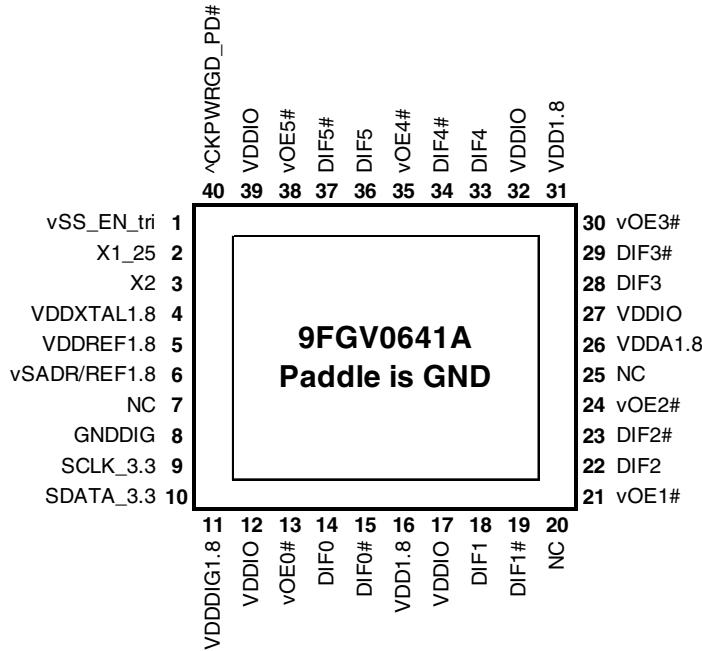 ^CKPWRGD_PD#
VDDIO
vOE5#
DIF5#
DIF5
vOE4#
DIF4#
DIF4
VDDIO
VDD1.8
40 39 38 37 36 35 34 33 32 31
vSS_EN_tri 1
X1_25 2
X2 3
VDDXTAL1.8 4
VDDREF1.8 5
vSADR/REF1.8 6
NC 7
GNDDIG 8
SCLK_3.3 9
SDATA_3.3 10
9FGV0641A
Paddle is GND
30 vOE3#
29 DIF3#
28 DIF3
27 VDDIO
26 VDDA1.8
25 NC
24 vOE2#
23 DIF2#
22 DIF2
21 vOE1#
11 12 13 14 15 16 17 18 19 20
VDDDIG1.8
VDDIO
vOE0#
DIF0
DIF0#
VDD1.8
VDDIO
DIF1
DIF1#
NC